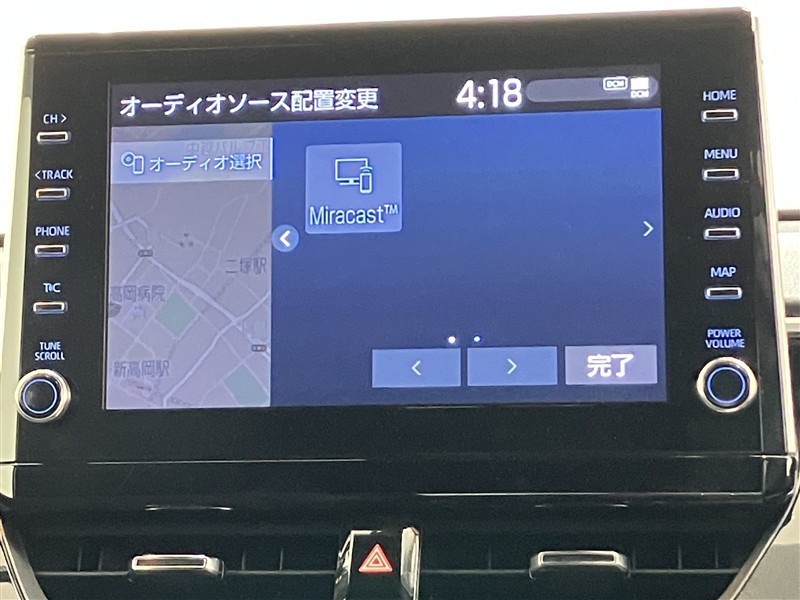 オーディオソース配置変更
4:18
DCM
DCM
オーディオ選択
Miracast™
二塚駅
高岡病院
新高岡駅
<
>
完了
CH >
< TRACK
PHONE
TUNE
SCROLL
HOME
MENU
AUDIO
MAP
POWER
VOLUME